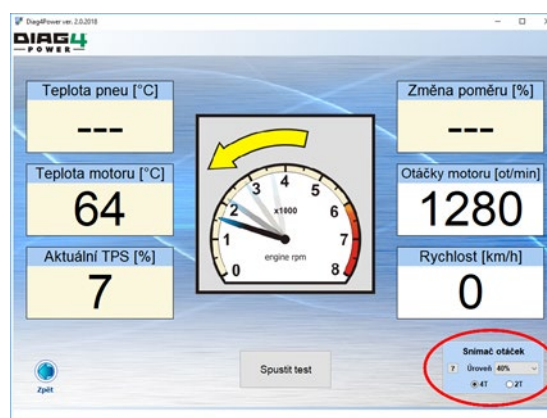 Diag4Power ver. 2.0.2018
DIAG4
POWER
Teplota pneu [°C]
---
Teplota motoru [°C]
64
Aktuální TPS [%]
7
0
1
2
3
4
5
6
7
8
x1000
engine rpm
Změna poměru [%]
---
Otáčky motoru [ot/min]
1280
Rychlost [km/h]
0
Zpět
Spustit test
Snímač otáček
? Úroveň 40%
4T 2T